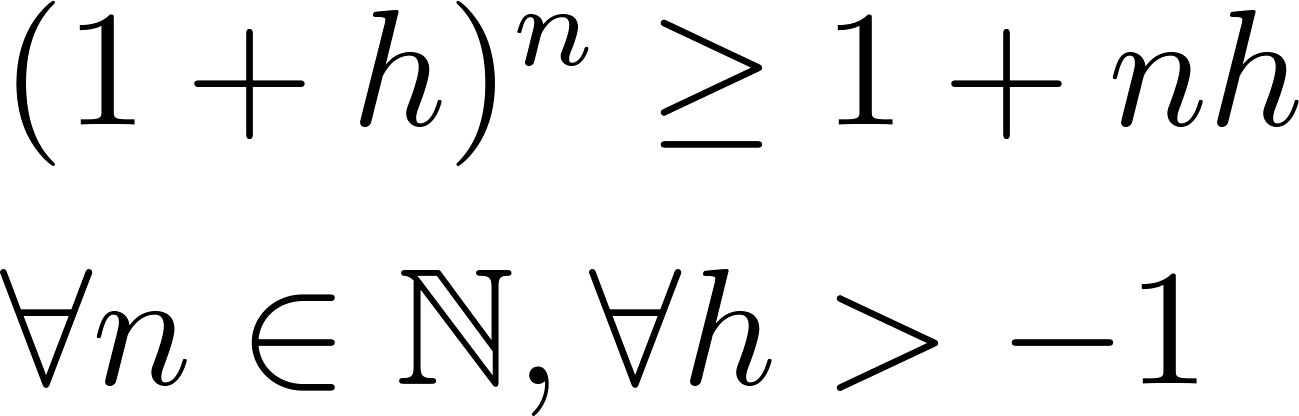 (1 + h)ⁿ ≥ 1 + nh
∀n ∈ ℕ, ∀h > −1